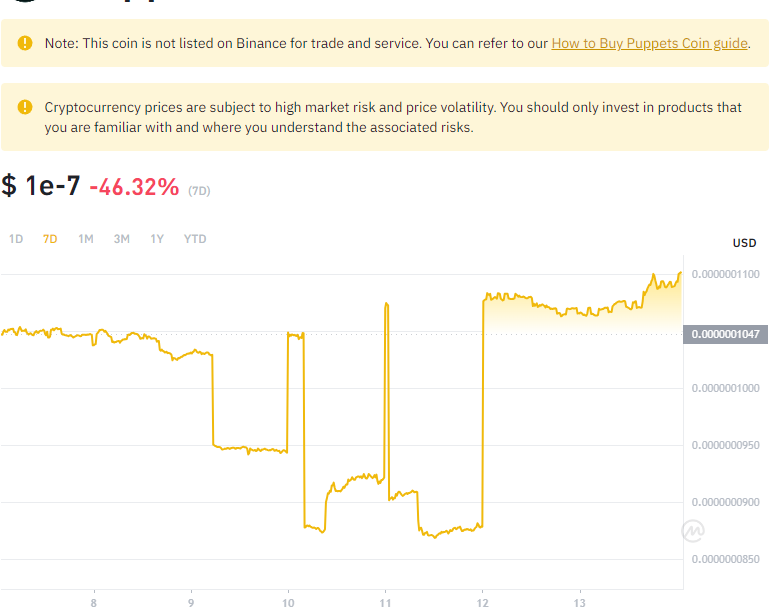 Note: This coin is not listed on Binance for trade and service. You can refer to our How to Buy Puppets Coin guide.
Cryptocurrency prices are subject to high market risk and price volatility. You should only invest in products that
you are familiar with and where you understand the associated risks.
$ 1e-7 -46.32% (7D)
1D 7D 1M 3M 1Y YTD
USD
0.0000001100
0.0000001047
0.0000001000
0.0000000950
0.0000000900
0.0000000850
8 9 10 11 12 13